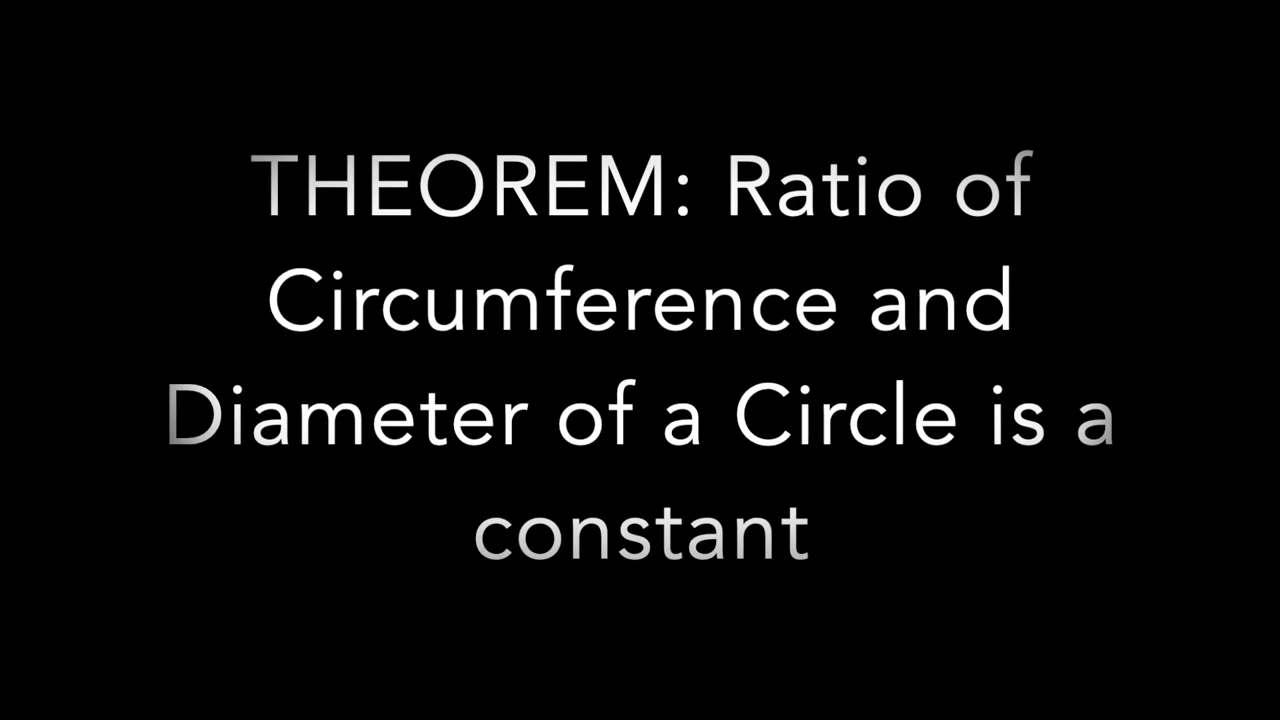 THEOREM: Ratio of
Circumference and
Diameter of a Circle is a
constant